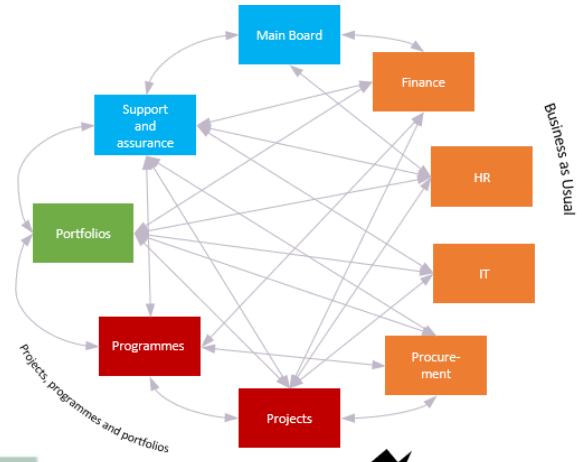 Main Board
Finance
Support
and
assurance
HR
Business as Usual
Portfolios
IT
Programmes
Procure-
ment
Projects, programmes and portfolios
Projects